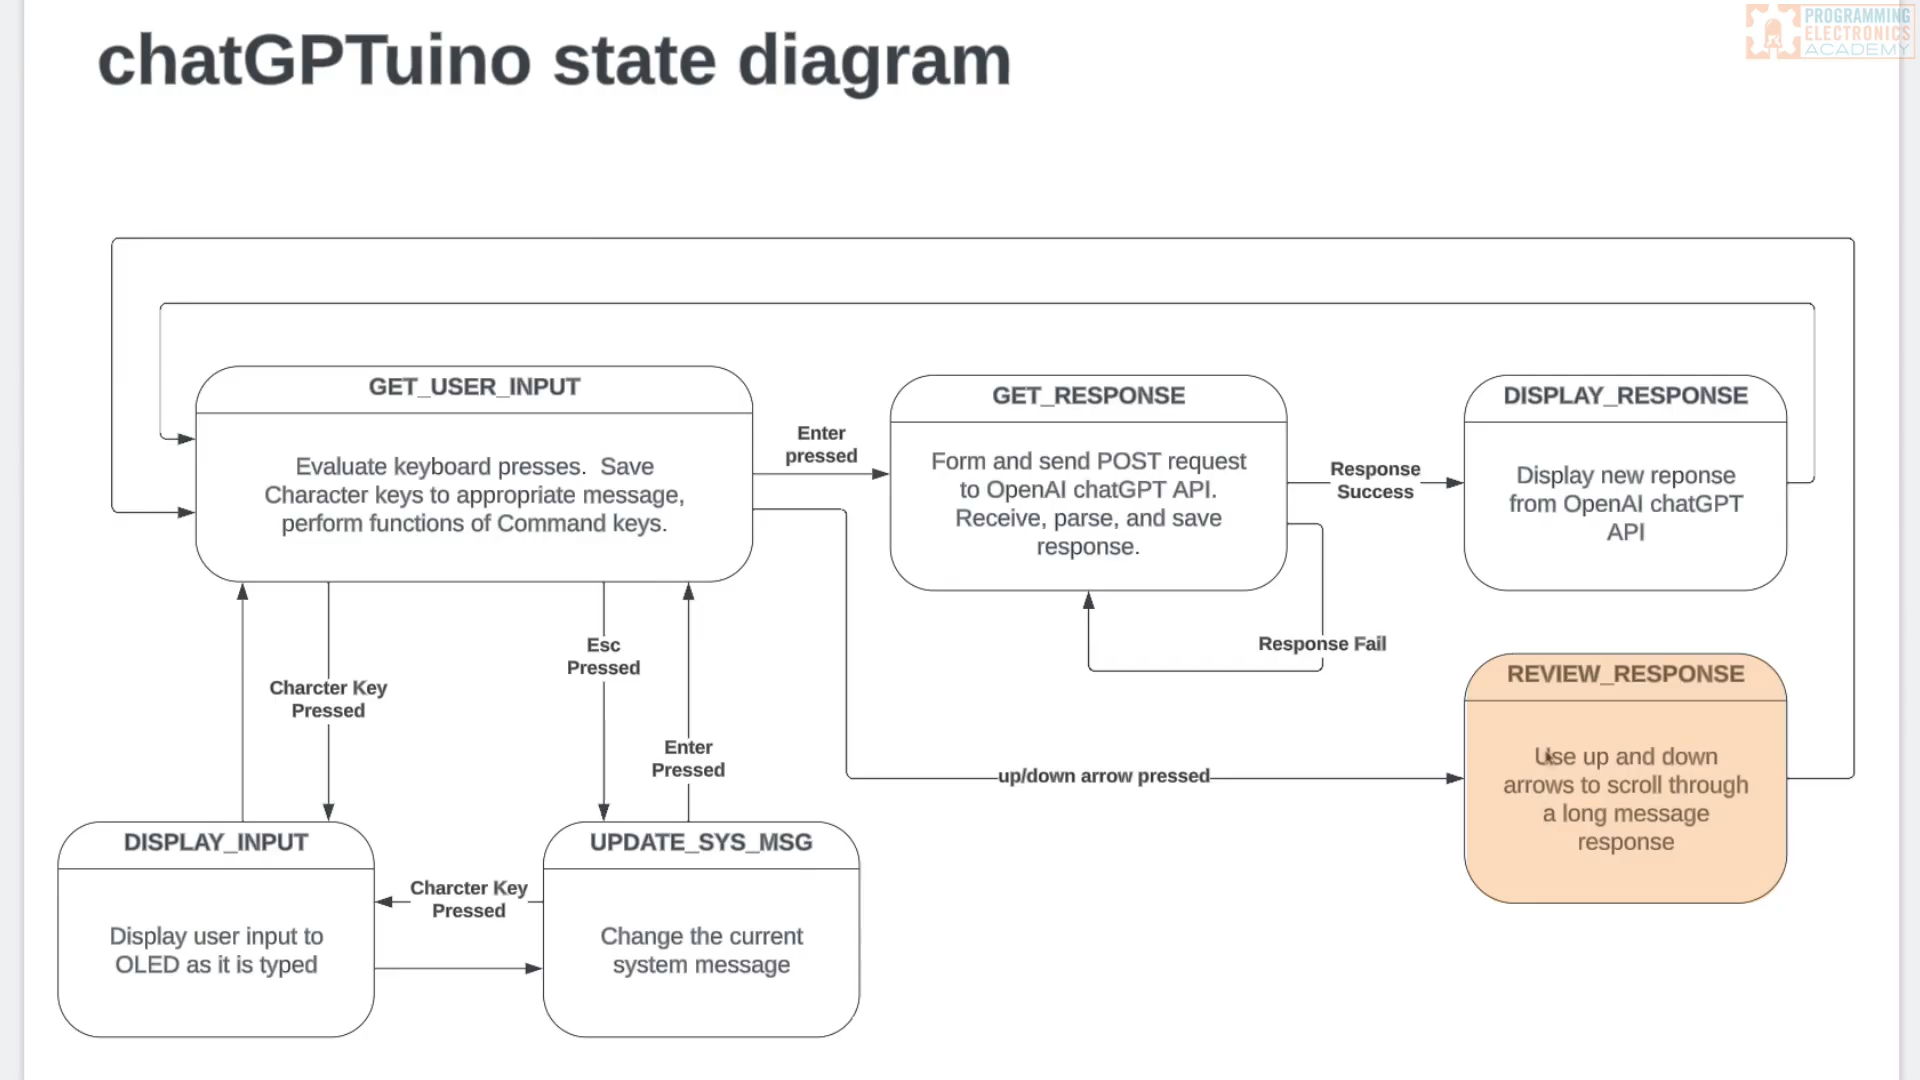 chatGPTuino state diagram
PROGRAMMING
ELECTRONICS
ACADEMY
GET_USER_INPUT
Evaluate keyboard presses.  Save
Character keys to appropriate message,
perform functions of Command keys.
Enter
pressed
GET_RESPONSE
Form and send POST request
to OpenAI chatGPT API.
Receive, parse, and save
response.
Response
Success
DISPLAY_RESPONSE
Display new reponse
from OpenAI chatGPT
API
Response Fail
Charcter Key
Pressed
Esc
Pressed
Enter
Pressed
up/down arrow pressed
REVIEW_RESPONSE
Use up and down
arrows to scroll through
a long message
response
DISPLAY_INPUT
Display user input to
OLED as it is typed
Charcter Key
Pressed
UPDATE_SYS_MSG
Change the current
system message